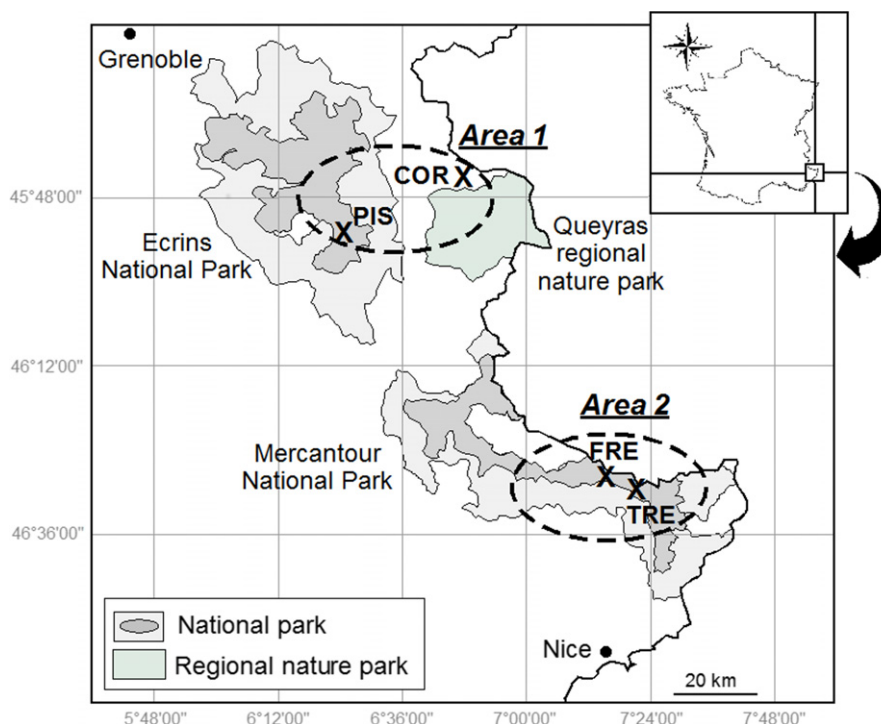 Grenoble
Area 1
COR X
45°48'00"
PIS
X
Ecrins
National Park
Queyras
regional
nature park
46°12'00"
Area 2
Mercantour
National Park
FRE
X
X
TRE
46°36'00"
National park
Regional nature park
Nice
20 km
5°48'00"
6°12'00"
6°36'00"
7°00'00"
7°24'00"
7°48'00"